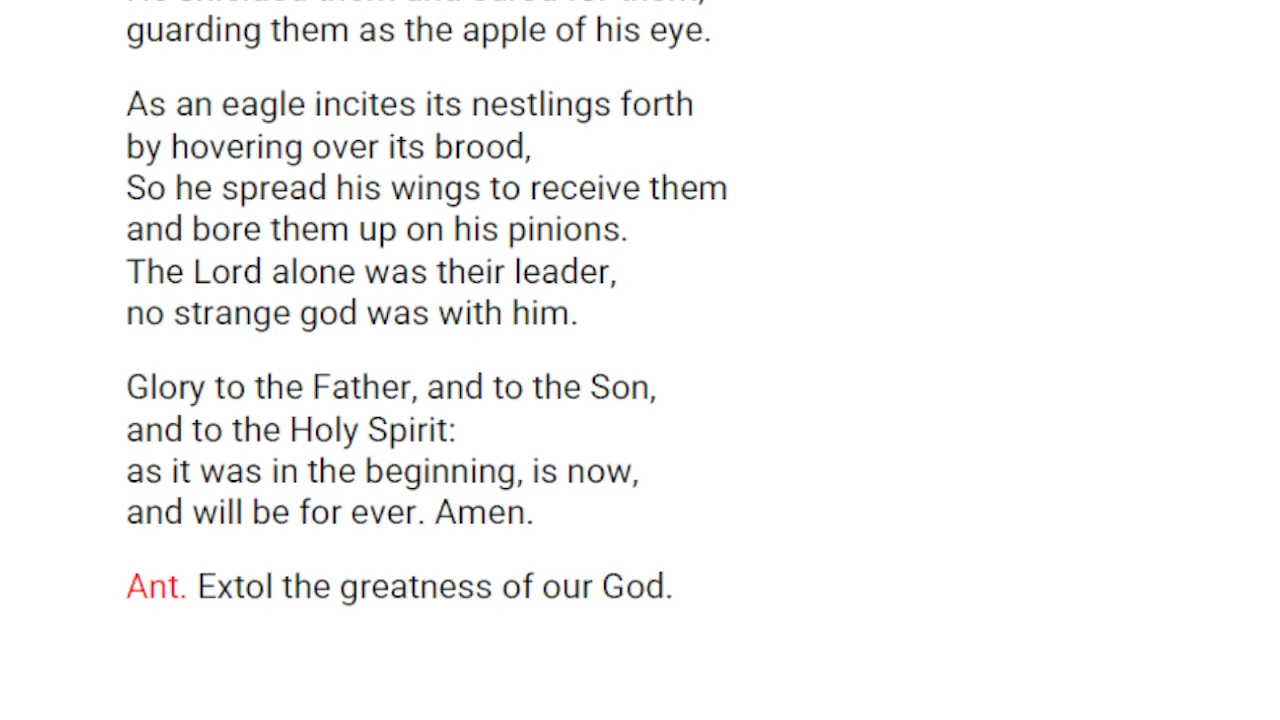 guarding them as the apple of his eye.
As an eagle incites its nestlings forth
by hovering over its brood,
So he spread his wings to receive them
and bore them up on his pinions.
The Lord alone was their leader,
no strange god was with him.
Glory to the Father, and to the Son,
and to the Holy Spirit:
as it was in the beginning, is now,
and will be for ever. Amen.
Ant. Extol the greatness of our God.